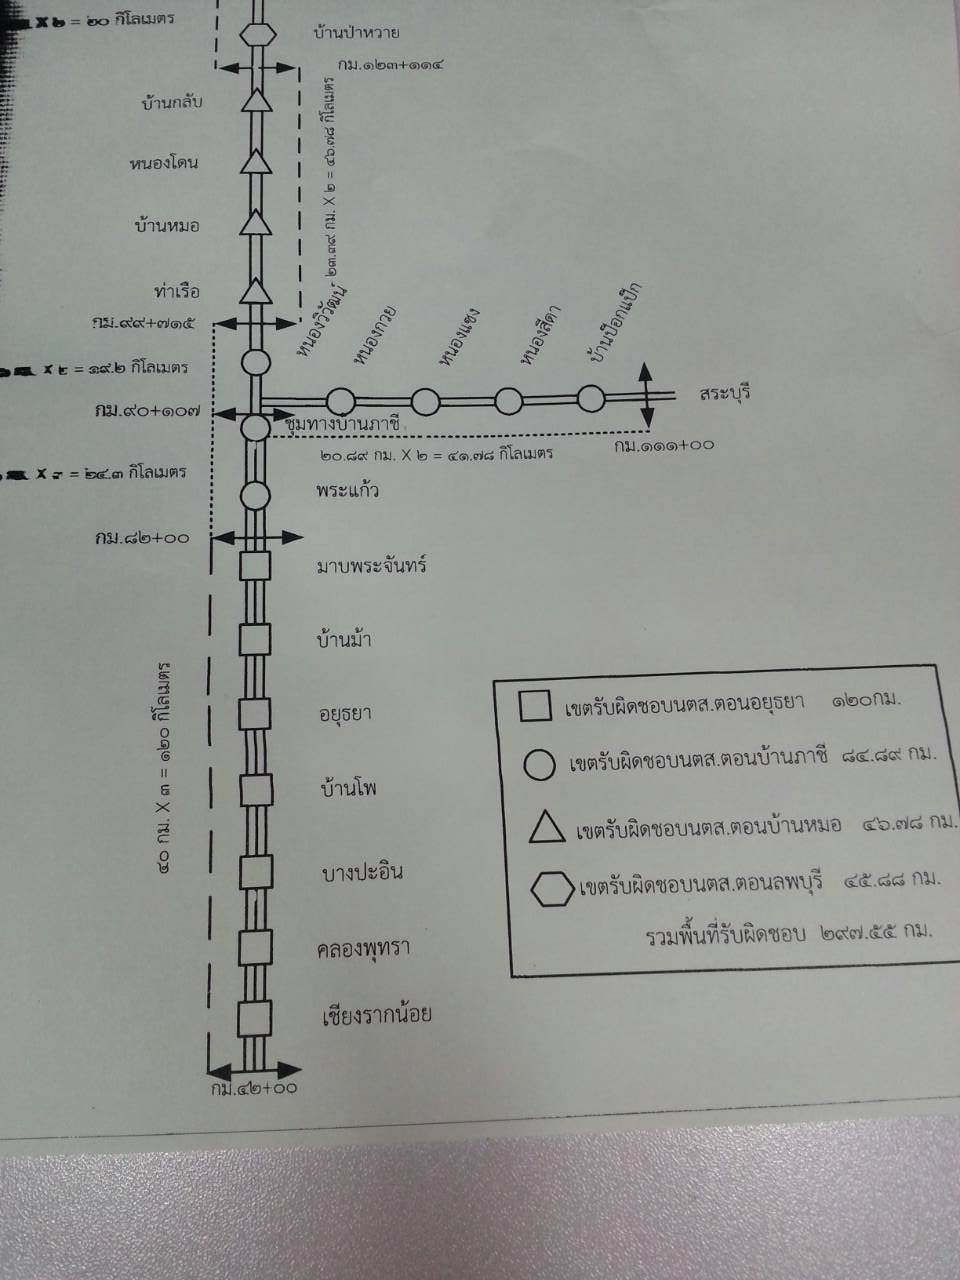 X ๒ = ๒๐ กิโลเมตร
บ้านป่าหวาย
กม.๑๒๓+๑๑๔
บ้านกลับ
หนองโดน
บ้านหมอ
ท่าเรือ
๒๓.๓๙ กม. X ๒ = ๔๖.๗๘ กิโลเมตร
กม.๙๙+๗๑๕
หนองวิวัฒน์
หนองกวย
หนองแซง
หนองสีดา
บ้านป๊อกแป๊ก
X ๒ = ๑๙.๒ กิโลเมตร
สระบุรี
กม.๙๐+๑๐๗
ชุมทางบ้านภาชี
กม.๑๑๑+๐๐
๒๐.๘๙ กม. X ๒ = ๔๑.๗๘ กิโลเมตร
= ๒๔.๓ กิโลเมตร
พระแก้ว
กม.๘๒+๐๐
มาบพระจันทร์
บ้านม้า
อยุธยา
บ้านโพ
บางปะอิน
คลองพุทรา
เชียงรากน้อย
๔๐ กม. X ๓ = ๑๒๐ กิโลเมตร
กม.๔๒+๐๐
เขตรับผิดชอบนตส.ตอนอยุธยา ๑๒๐กม.
เขตรับผิดชอบนตส.ตอนบ้านภาชี ๘๔.๘๙ กม.
เขตรับผิดชอบนตส.ตอนบ้านหมอ ๔๖.๗๘ กม.
เขตรับผิดชอบนตส.ตอนลพบุรี ๔๕.๘๘ กม.
รวมพื้นที่รับผิดชอบ ๒๙๗.๕๕ กม.